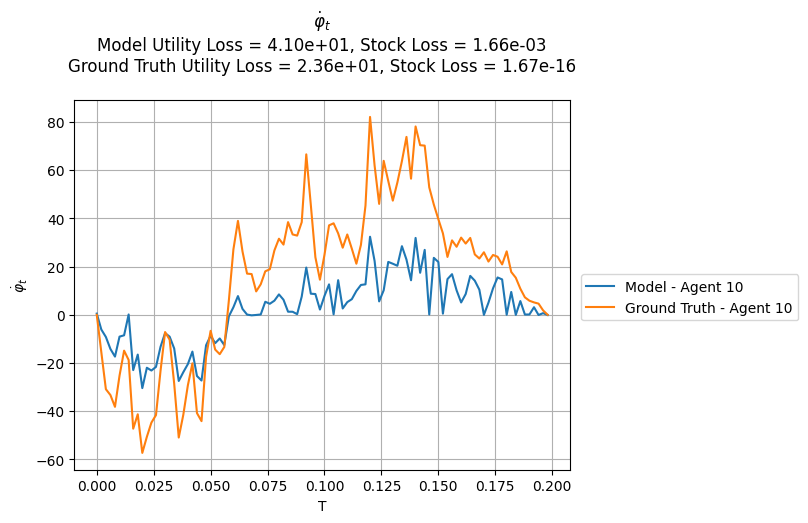 φ̇ₜ
Model Utility Loss = 4.10e+01, Stock Loss = 1.66e-03
Ground Truth Utility Loss = 2.36e+01, Stock Loss = 1.67e-16
80
60
40
20
0
−20
−40
−60
φ̇ₜ
0.000 0.025 0.050 0.075 0.100 0.125 0.150 0.175 0.200
T
Model - Agent 10
Ground Truth - Agent 10